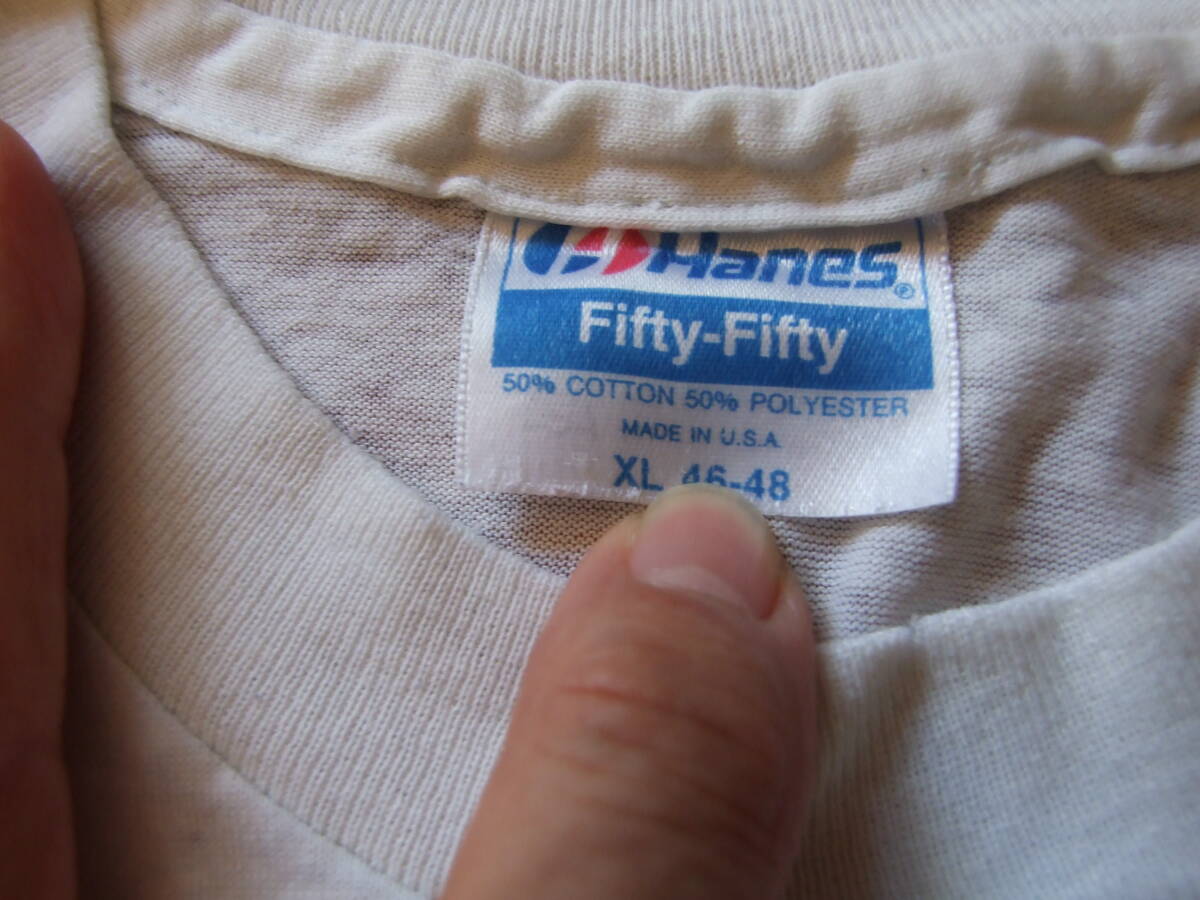 Hanes®
Fifty-Fifty
50% COTTON 50% POLYESTER
MADE IN U.S.A.
XL 46-48